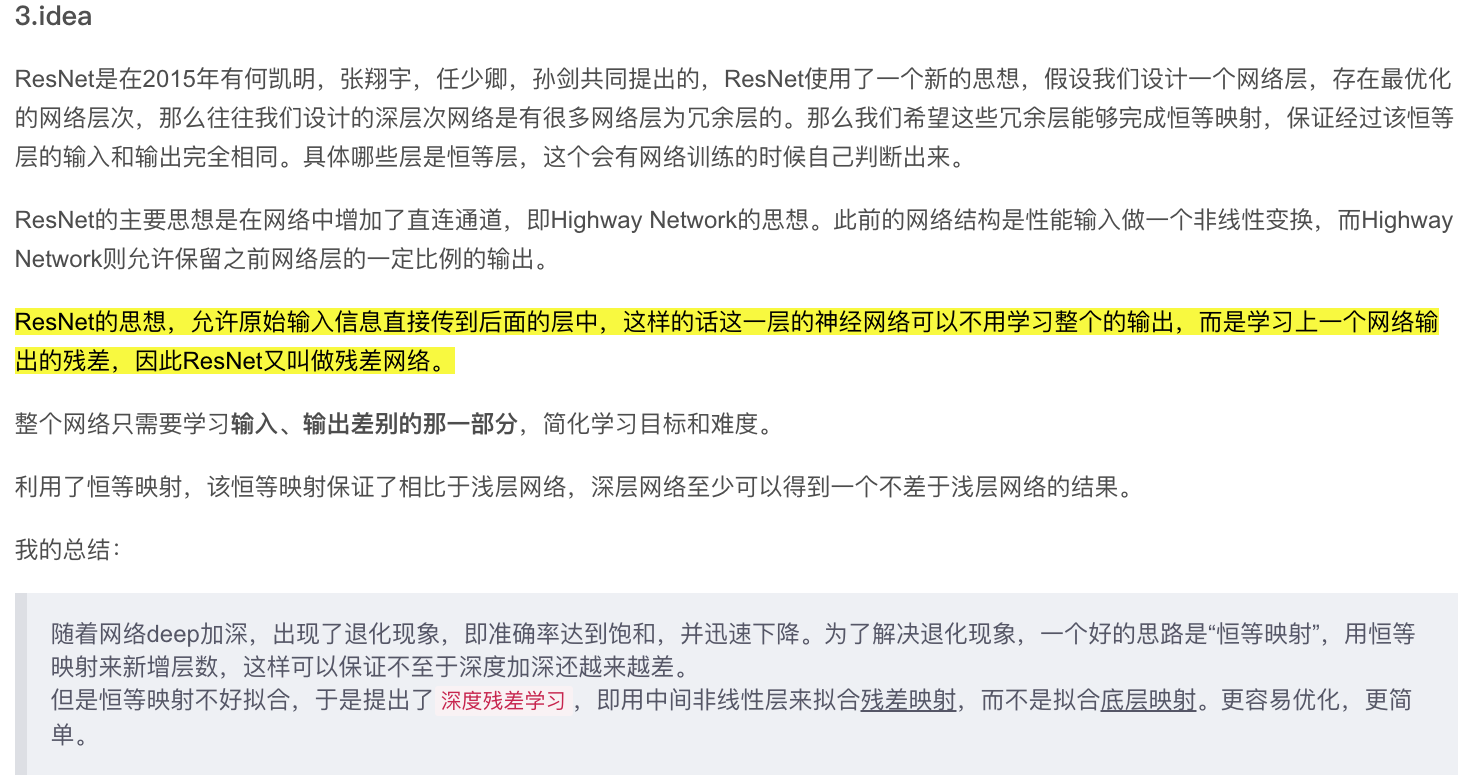 3.idea
ResNet是在2015年有何凯明，张翔宇，任少卿，孙剑共同提出的，ResNet使用了一个新的思想，假设我们设计一个网络层，存在最优化
的网络层次，那么往往我们设计的深层次网络是有很多网络层为冗余层的。那么我们希望这些冗余层能够完成恒等映射，保证经过该恒等
层的输入和输出完全相同。具体哪些层是恒等层，这个会有网络训练的时候自己判断出来。
ResNet的主要思想是在网络中增加了直连通道，即Highway Network的思想。此前的网络结构是性能输入做一个非线性变换，而Highway
Network则允许保留之前网络层的一定比例的输出。
ResNet的思想，允许原始输入信息直接传到后面的层中，这样的话这一层的神经网络可以不用学习整个的输出，而是学习上一个网络输
出的残差，因此ResNet又叫做残差网络。
整个网络只需要学习输入、输出差别的那一部分，简化学习目标和难度。
利用了恒等映射，该恒等映射保证了相比于浅层网络，深层网络至少可以得到一个不差于浅层网络的结果。
我的总结：
随着网络deep加深，出现了退化现象，即准确率达到饱和，并迅速下降。为了解决退化现象，一个好的思路是“恒等映射”，用恒等
映射来新增层数，这样可以保证不至于深度加深还越来越差。
但是恒等映射不好拟合，于是提出了 深度残差学习 ，即用中间非线性层来拟合残差映射，而不是拟合底层映射。更容易优化，更简
单。